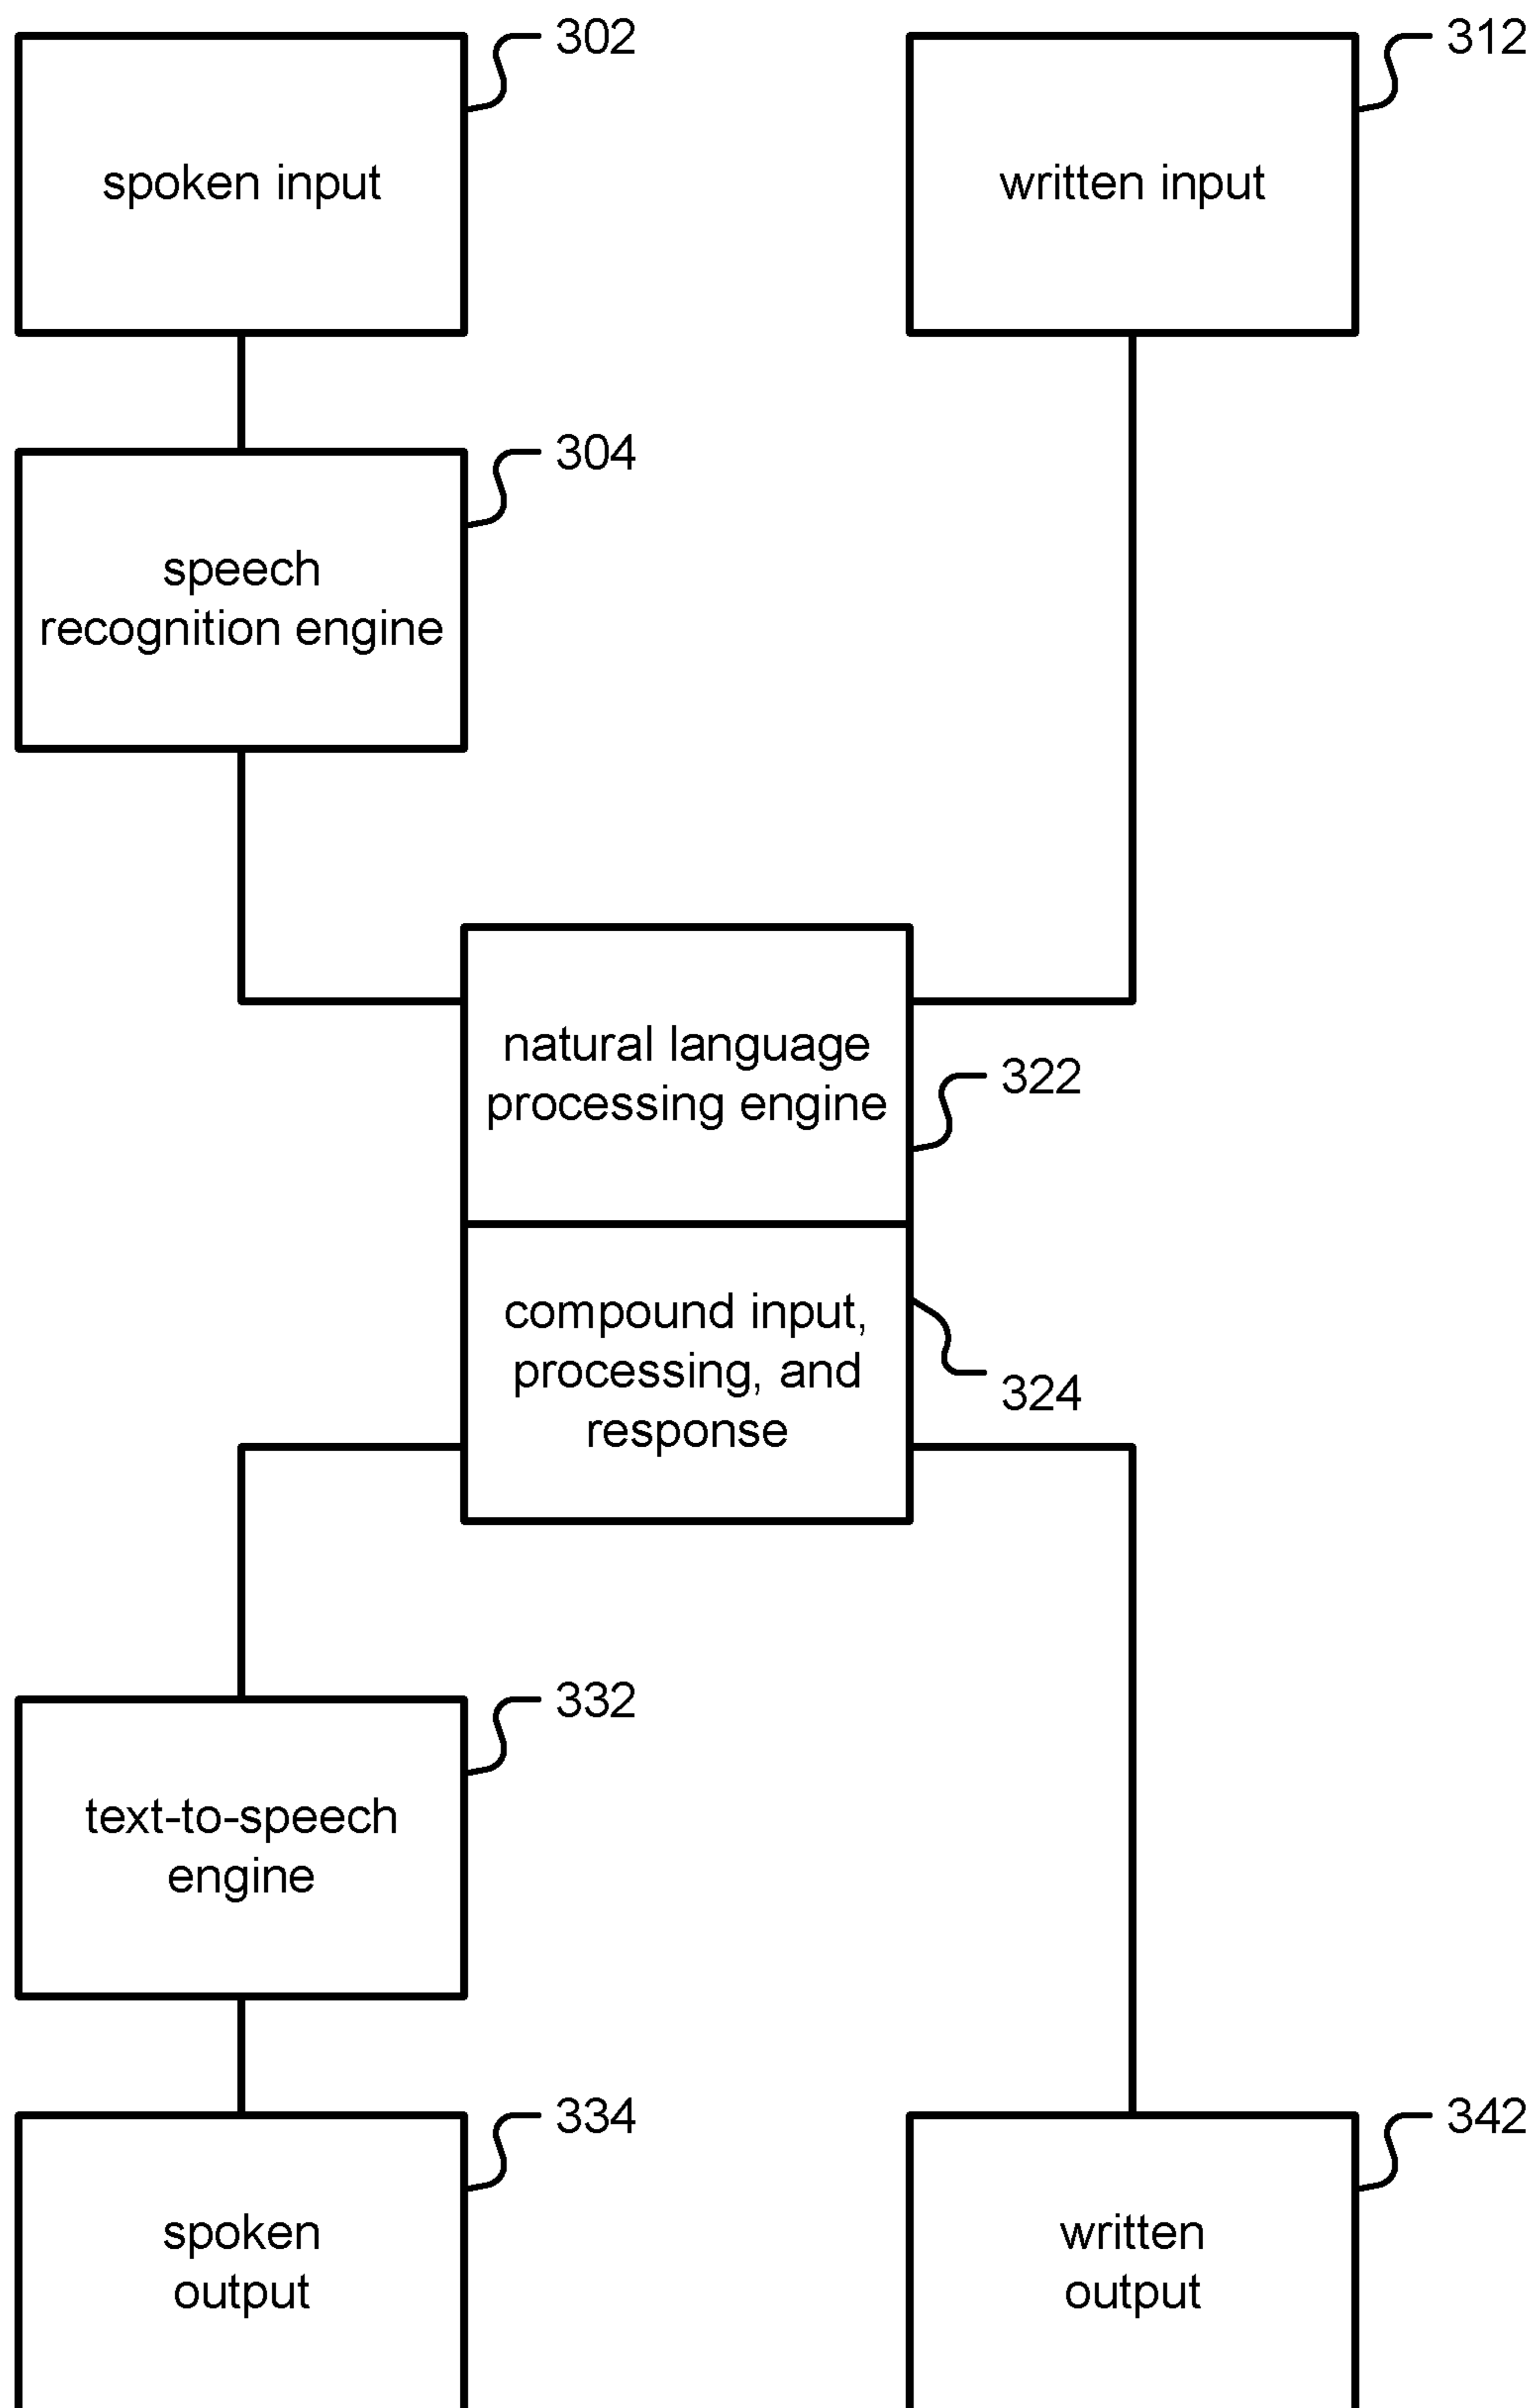 302
312
spoken input
written input
304
speech
recognition engine
natural language
processing engine
322
compound input,
processing, and
response
324
332
text-to-speech
engine
334
342
spoken
output
written
output